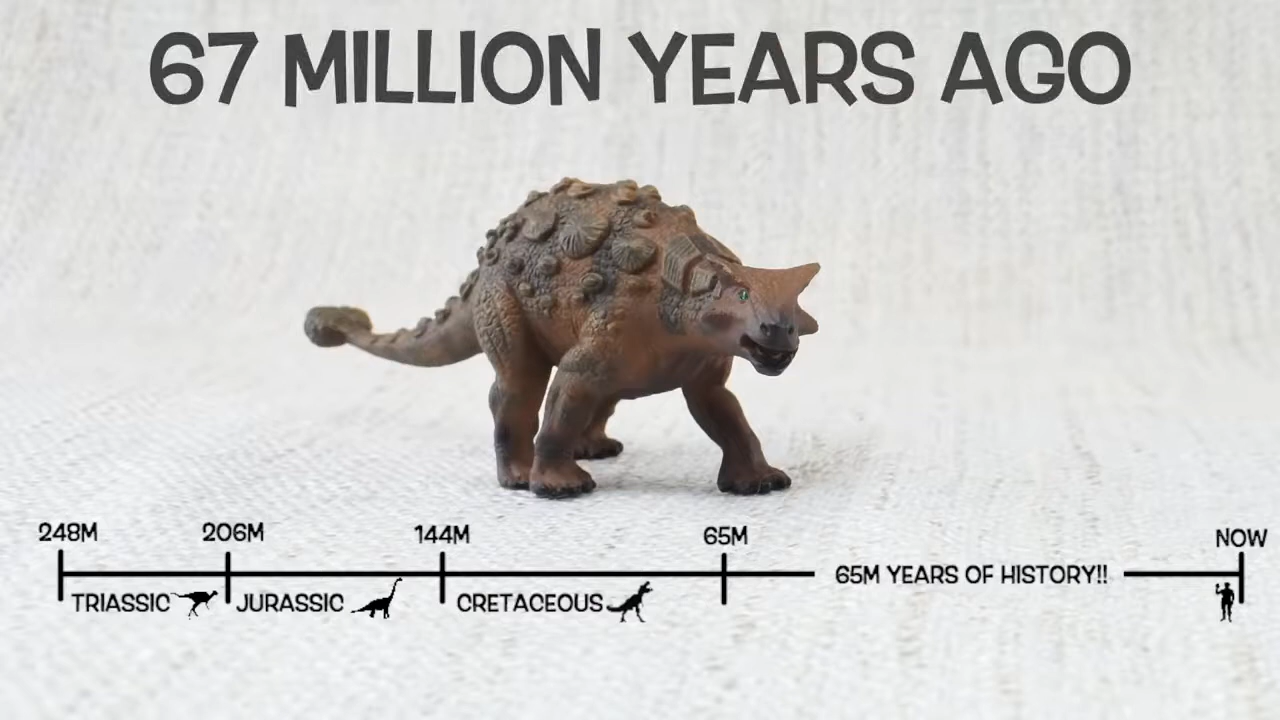 67 MILLION YEARS AGO
248M 206M 144M 65M NOW
65M YEARS OF HISTORY!!
TRIASSIC JURASSIC CRETACEOUS